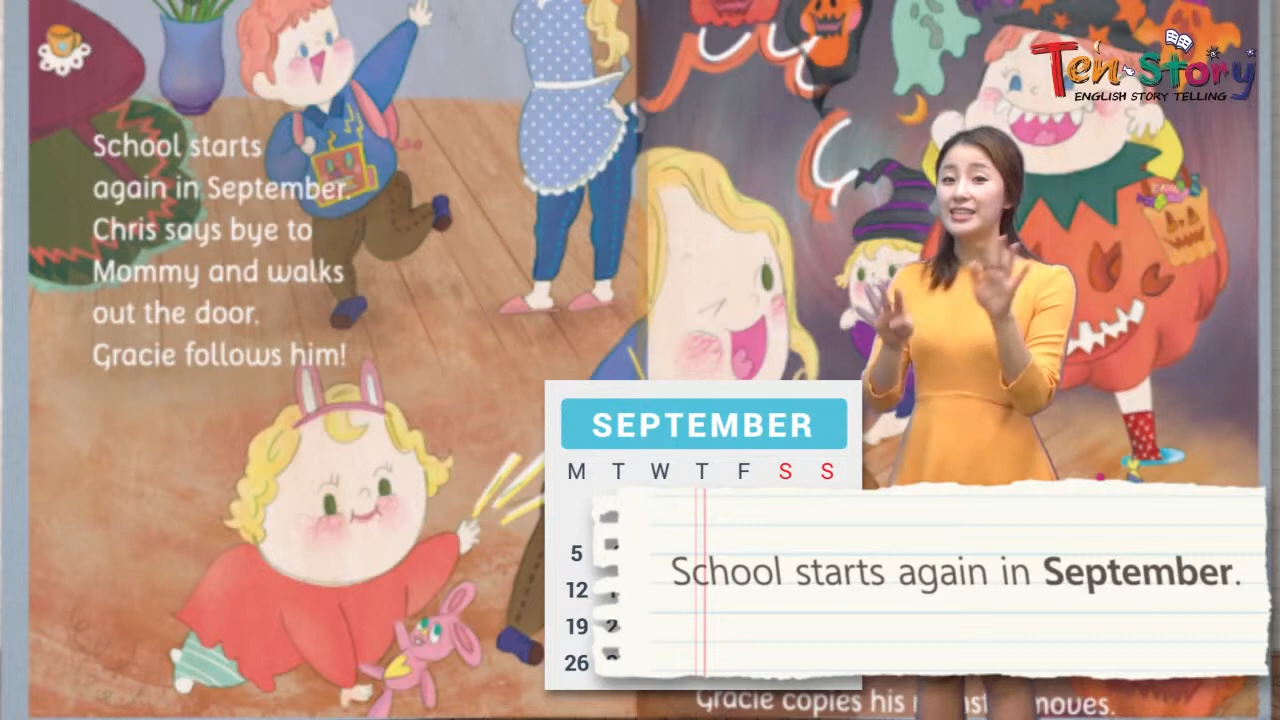 Ten Story
ENGLISH STORY TELLING
School starts
again in September.
Chris says bye to
Mommy and walks
out the door.
Gracie follows him!
SEPTEMBER
M T W T F S S
5
12
19
26
School starts again in September.
Gracie copies his moves.